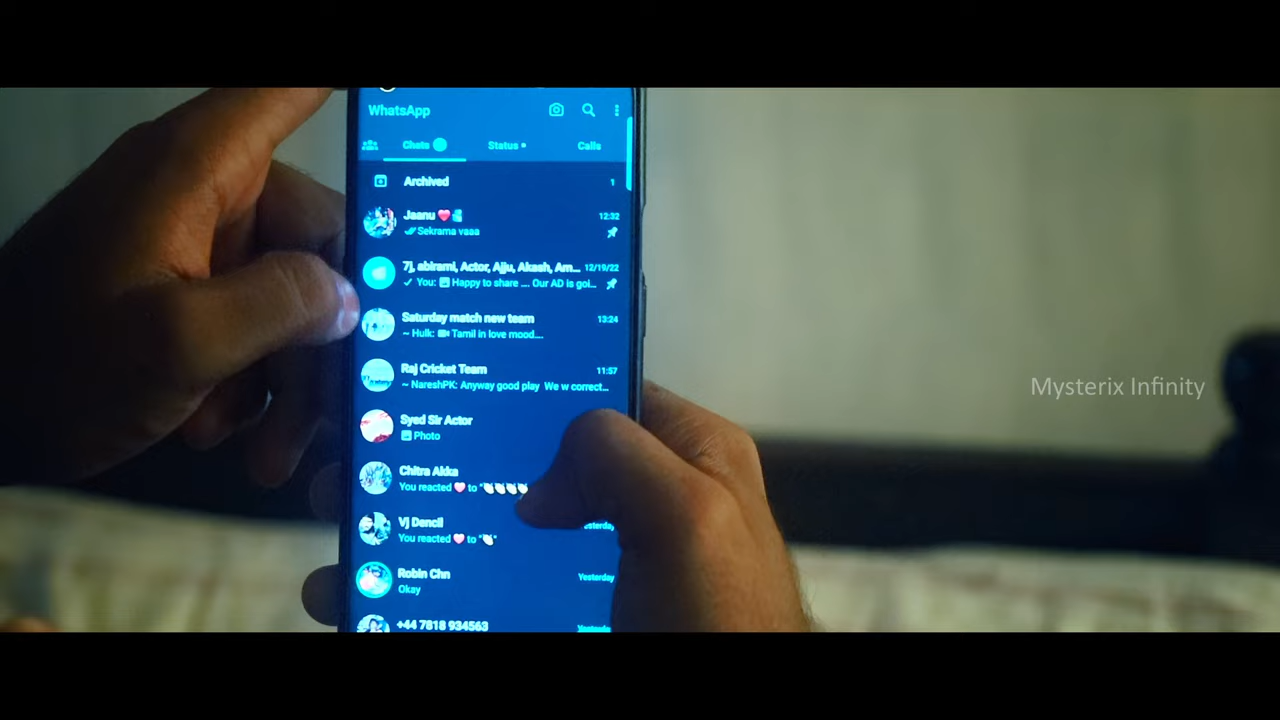 WhatsApp
Chats Status Calls
Archived 1
Jaanu ❤️ 12:32
Sekrama vaaa
7j, abirami, Actor, Ajju, Akash, Am... 12/19/22
You: Happy to share .... Our AD is goi...
Saturday match new team 13:24
~ Hulk: Tamil in love mood....
Raj Cricket Team 11:57
~ NareshPK: Anyway good play We w correct...
Syed Sir Actor
Photo
Chitra Akka
You reacted ❤️ to "👏👏👏👏
Vj Dencil
You reacted ❤️ to "👏"
Robin Chn Yesterday
Okay
+44 7818 934563 Yesterday
Mysterix Infinity